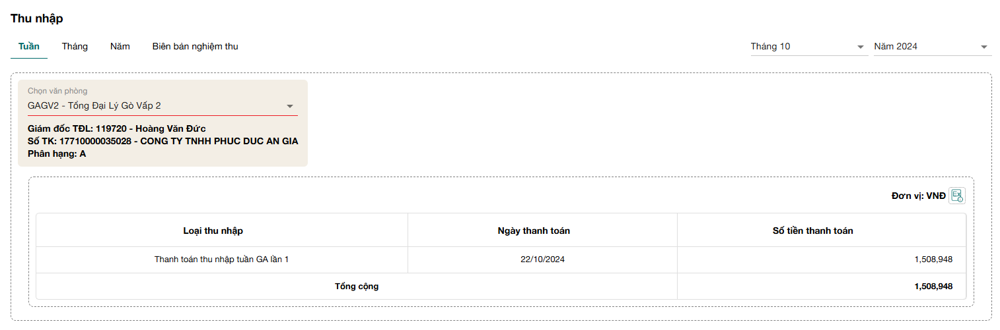 Thu nhập
Tuần Tháng Năm Biên bản nghiệm thu Tháng 10 Năm 2024
Chọn văn phòng
GAGV2 - Tổng Đại Lý Gò Vấp 2
Giám đốc TĐL: 119720 - Hoàng Văn Đức
Số TK: 17710000035028 - CONG TY TNHH PHUC DUC AN GIA
Phân hạng: A
Đơn vị: VNĐ
Loại thu nhập Ngày thanh toán Số tiền thanh toán
Thanh toán thu nhập tuần GA lần 1 22/10/2024 1,508,948
Tổng cộng 1,508,948